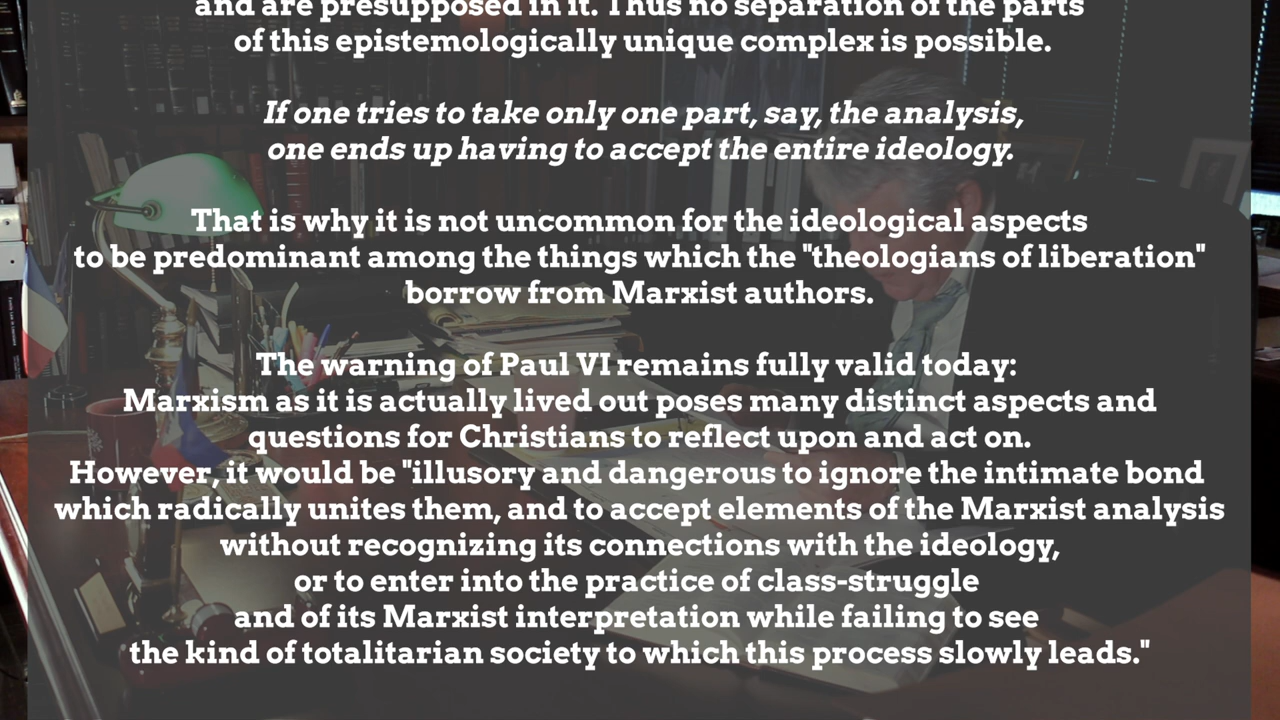 and are presupposed in it. Thus no separation of the parts
of this epistemologically unique complex is possible.
If one tries to take only one part, say, the analysis,
one ends up having to accept the entire ideology.
That is why it is not uncommon for the ideological aspects
to be predominant among the things which the "theologians of liberation"
borrow from Marxist authors.
The warning of Paul VI remains fully valid today:
Marxism as it is actually lived out poses many distinct aspects and
questions for Christians to reflect upon and act on.
However, it would be "illusory and dangerous to ignore the intimate bond
which radically unites them, and to accept elements of the Marxist analysis
without recognizing its connections with the ideology,
or to enter into the practice of class-struggle
and of its Marxist interpretation while failing to see
the kind of totalitarian society to which this process slowly leads."